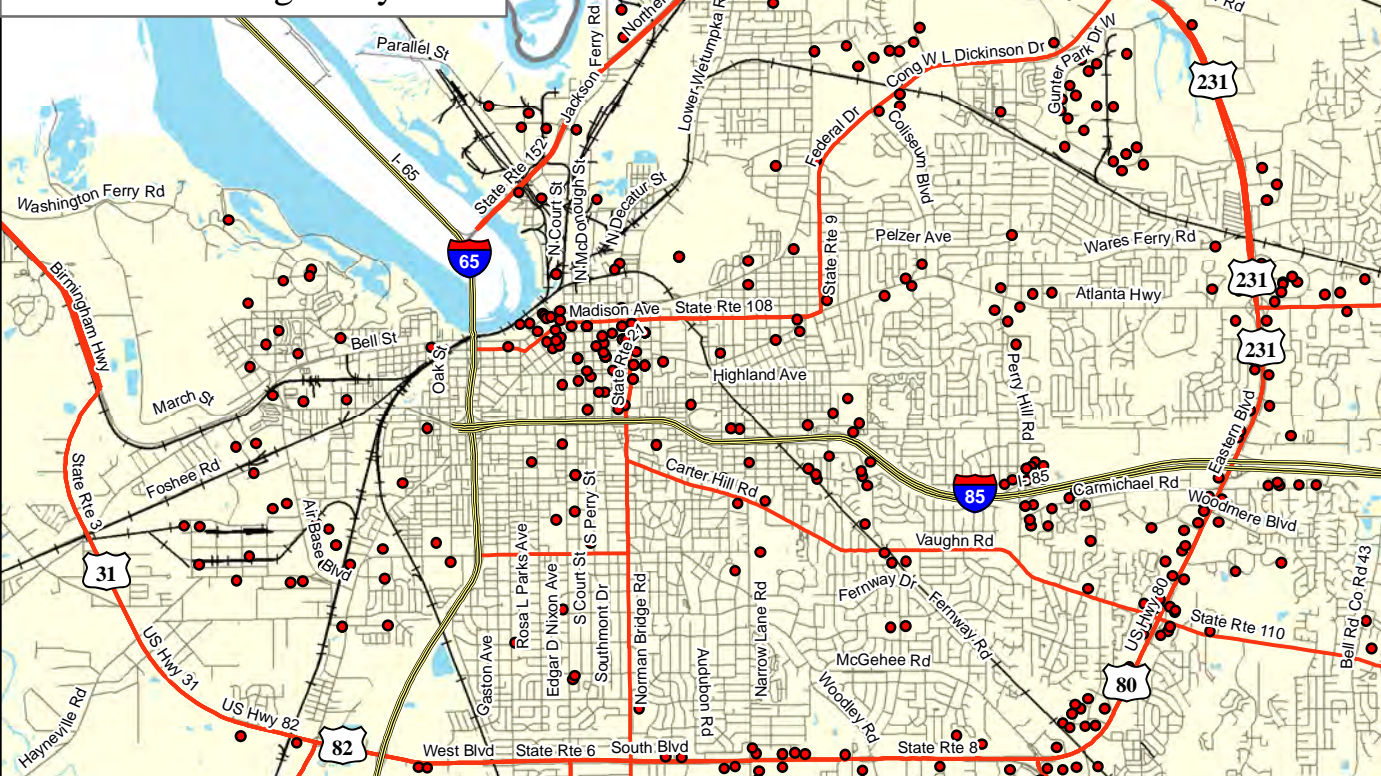 Parallel St
Jackson Ferry Rd
Northern
Lower Wetumpka R
Cong W L Dickinson Dr
Gunter Park Dr W
Rd
231
I- 65
State Rte 152
Federal Dr
Coliseum Blvd
Washington Ferry Rd
N Court St
N McDonough St
N Decatur St
65
State Rte 9
Pelzer Ave
Wares Ferry Rd
231
Birmingham Hwy
Madison Ave
State Rte 108
Atlanta Hwy
Bell St
Oak St
State Rte 21
Highland Ave
Perry Hill Rd
231
March St
Eastern Blvd
Foshee Rd
State Rte 3
Carter Hill Rd
85
I- 85
Carmichael Rd
Woodmere Blvd
Air Base Blvd
S Perry St
Rosa L Parks Ave
Vaughn Rd
31
Edgar D Nixon Ave
S Court St
Southmont Dr
Norman Bridge Rd
Narrow Lane Rd
Fernway Dr
Fernway Rd
US Hwy 80
State Rte 110
Bell Rd Co Rd 43
US Hwy 31
Gaston Ave
Audubon Rd
McGehee Rd
Woodley Rd
80
Hayneville Rd
US Hwy 82
82
West Blvd
State Rte 6
South Blvd
State Rte 8